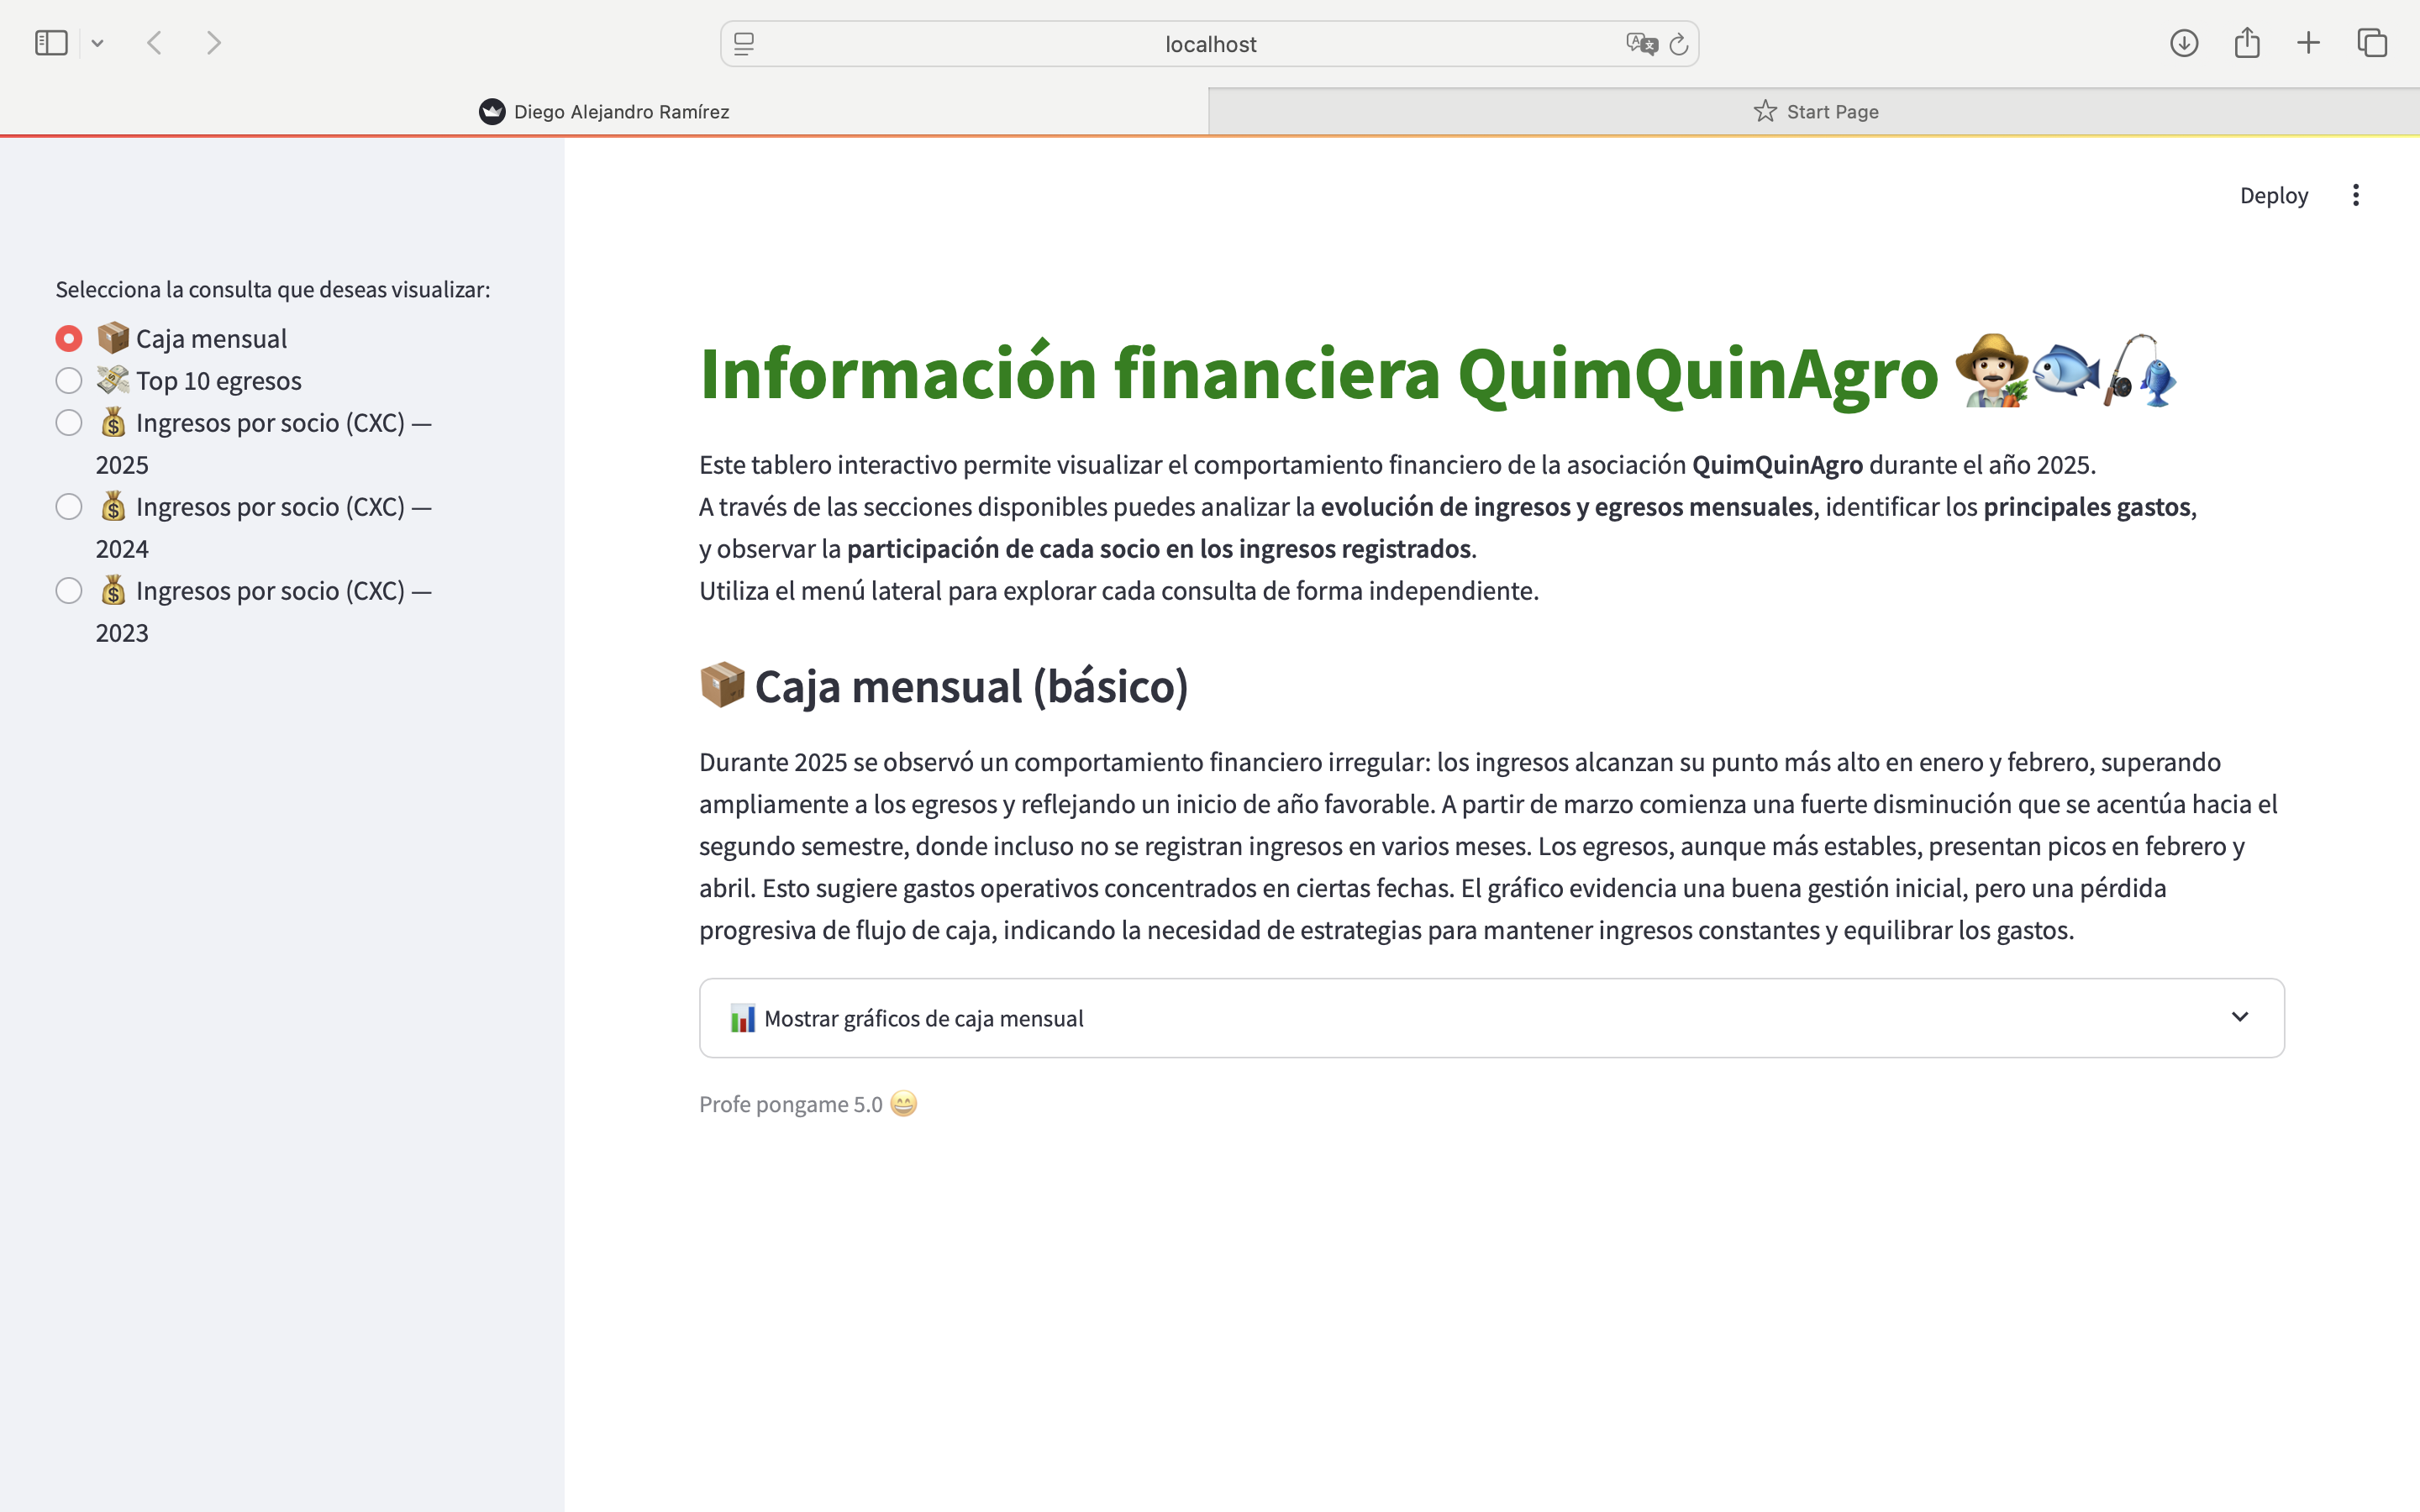 localhost
Diego Alejandro Ramírez
Start Page
Deploy
Selecciona la consulta que deseas visualizar:
📦 Caja mensual
💸 Top 10 egresos
💰 Ingresos por socio (CXC) —
2025
💰 Ingresos por socio (CXC) —
2024
💰 Ingresos por socio (CXC) —
2023
Información financiera QuimQuinAgro 👨🏻‍🌾🐟🎣
Este tablero interactivo permite visualizar el comportamiento financiero de la asociación QuimQuinAgro durante el año 2025.
A través de las secciones disponibles puedes analizar la evolución de ingresos y egresos mensuales, identificar los principales gastos,
y observar la participación de cada socio en los ingresos registrados.
Utiliza el menú lateral para explorar cada consulta de forma independiente.
📦 Caja mensual (básico)
Durante 2025 se observó un comportamiento financiero irregular: los ingresos alcanzan su punto más alto en enero y febrero, superando
ampliamente a los egresos y reflejando un inicio de año favorable. A partir de marzo comienza una fuerte disminución que se acentúa hacia el
segundo semestre, donde incluso no se registran ingresos en varios meses. Los egresos, aunque más estables, presentan picos en febrero y
abril. Esto sugiere gastos operativos concentrados en ciertas fechas. El gráfico evidencia una buena gestión inicial, pero una pérdida
progresiva de flujo de caja, indicando la necesidad de estrategias para mantener ingresos constantes y equilibrar los gastos.
📊 Mostrar gráficos de caja mensual
Profe pongame 5.0 😄